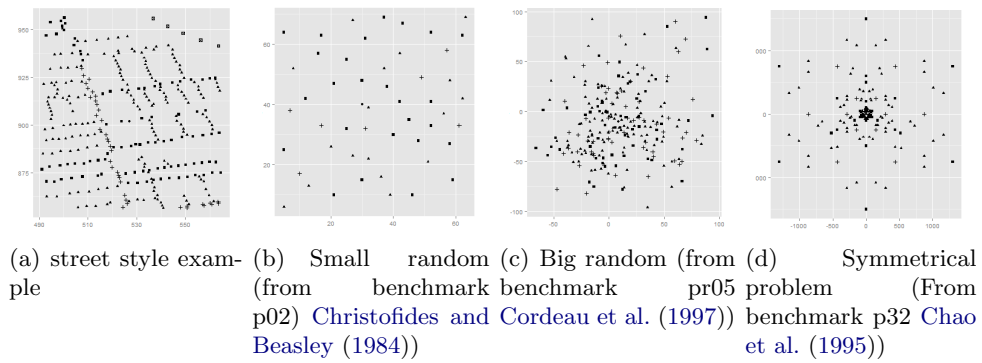 950
925
900
875
490 510 530 550
60
40
20
20 40 60
100
50
0
-50
-100
-50 0 50 100
000
0
000
-1000 -500 0 500 1000
(a) street style exam-
ple
(b) Small random
(from benchmark
p02) Christofides and
Beasley (1984))
(c) Big random (from
benchmark pr05
Cordeau et al. (1997))
(d) Symmetrical
problem (From
benchmark p32 Chao
et al. (1995))